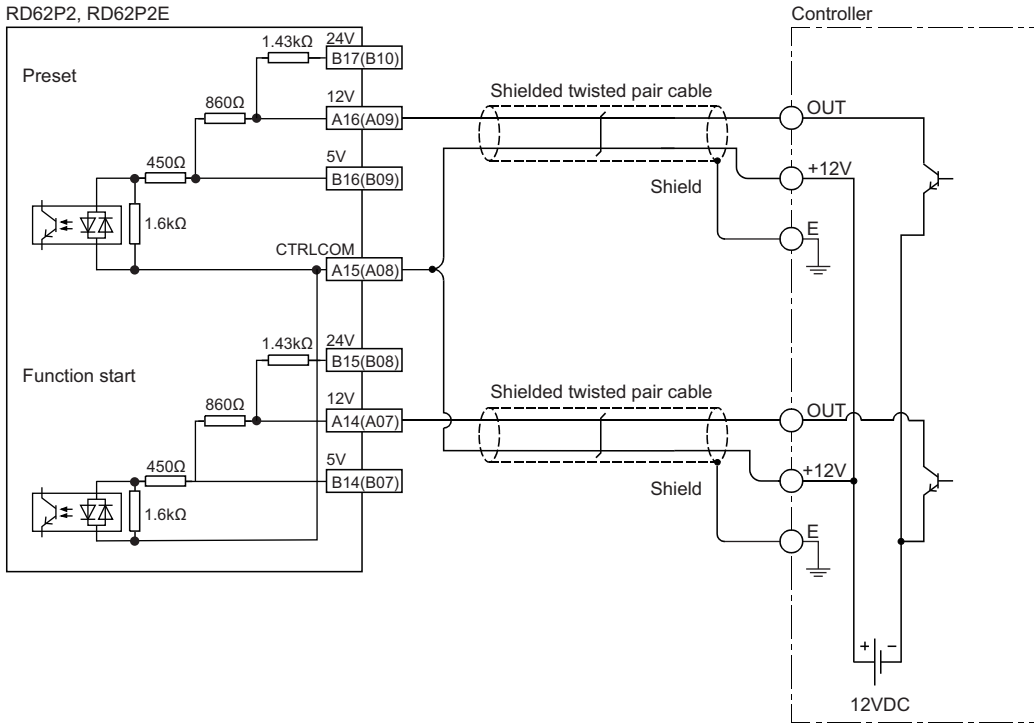 RD62P2, RD62P2E
Controller
Preset
1.43kΩ
24V
B17(B10)
860Ω
12V
A16(A09)
Shielded twisted pair cable
OUT
450Ω
5V
B16(B09)
+12V
Shield
1.6kΩ
E
CTRLCOM
A15(A08)
1.43kΩ
24V
B15(B08)
Function start
860Ω
12V
A14(A07)
Shielded twisted pair cable
OUT
450Ω
5V
B14(B07)
+12V
Shield
1.6kΩ
E
+ −
12VDC